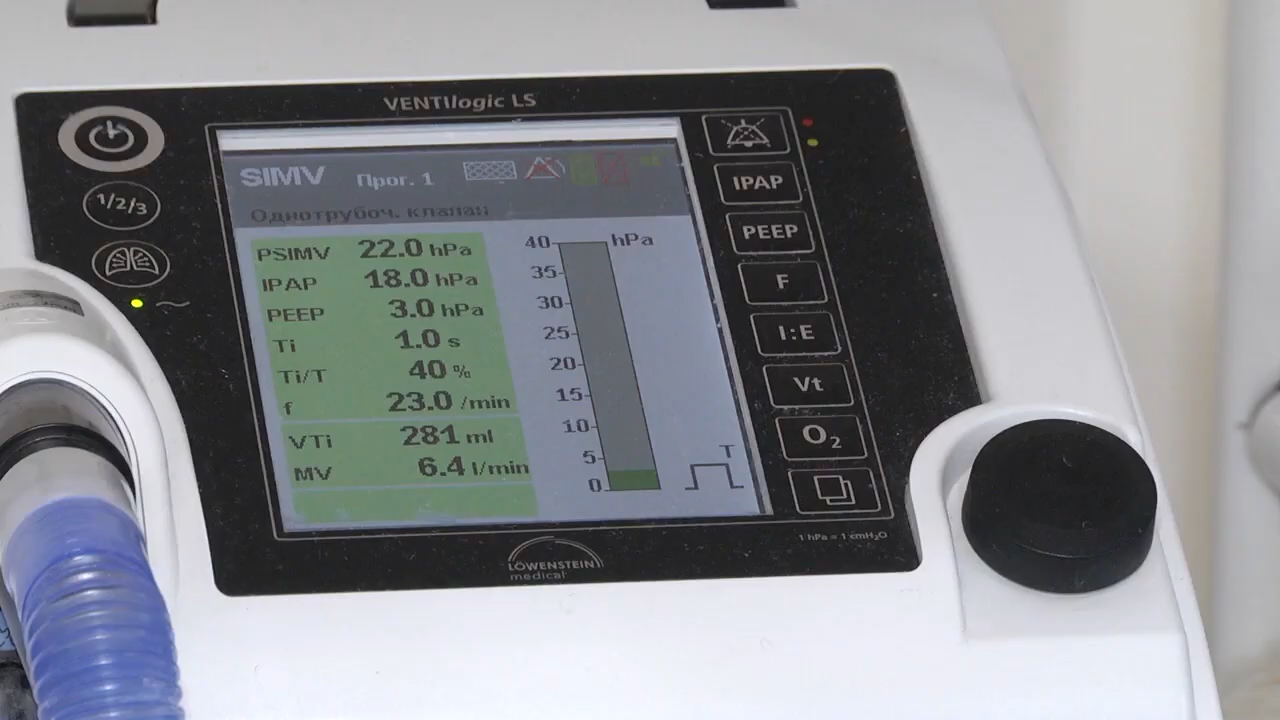 VENTIlogic LS
1/2/3
SIMV Прог. 1
Однотрубоч. клапан
PSIMV 22.0 hPa
IPAP 18.0 hPa
PEEP 3.0 hPa
Ti 1.0 s
Ti/T 40 %
f 23.0 /min
VTi 281 ml
MV 6.4 l/min
40 hPa
35
30
25
20
15
10
5
0
T
IPAP
PEEP
F
I:E
Vt
O₂
1 hPa = 1 cmH₂O
LÖWENSTEIN
medical